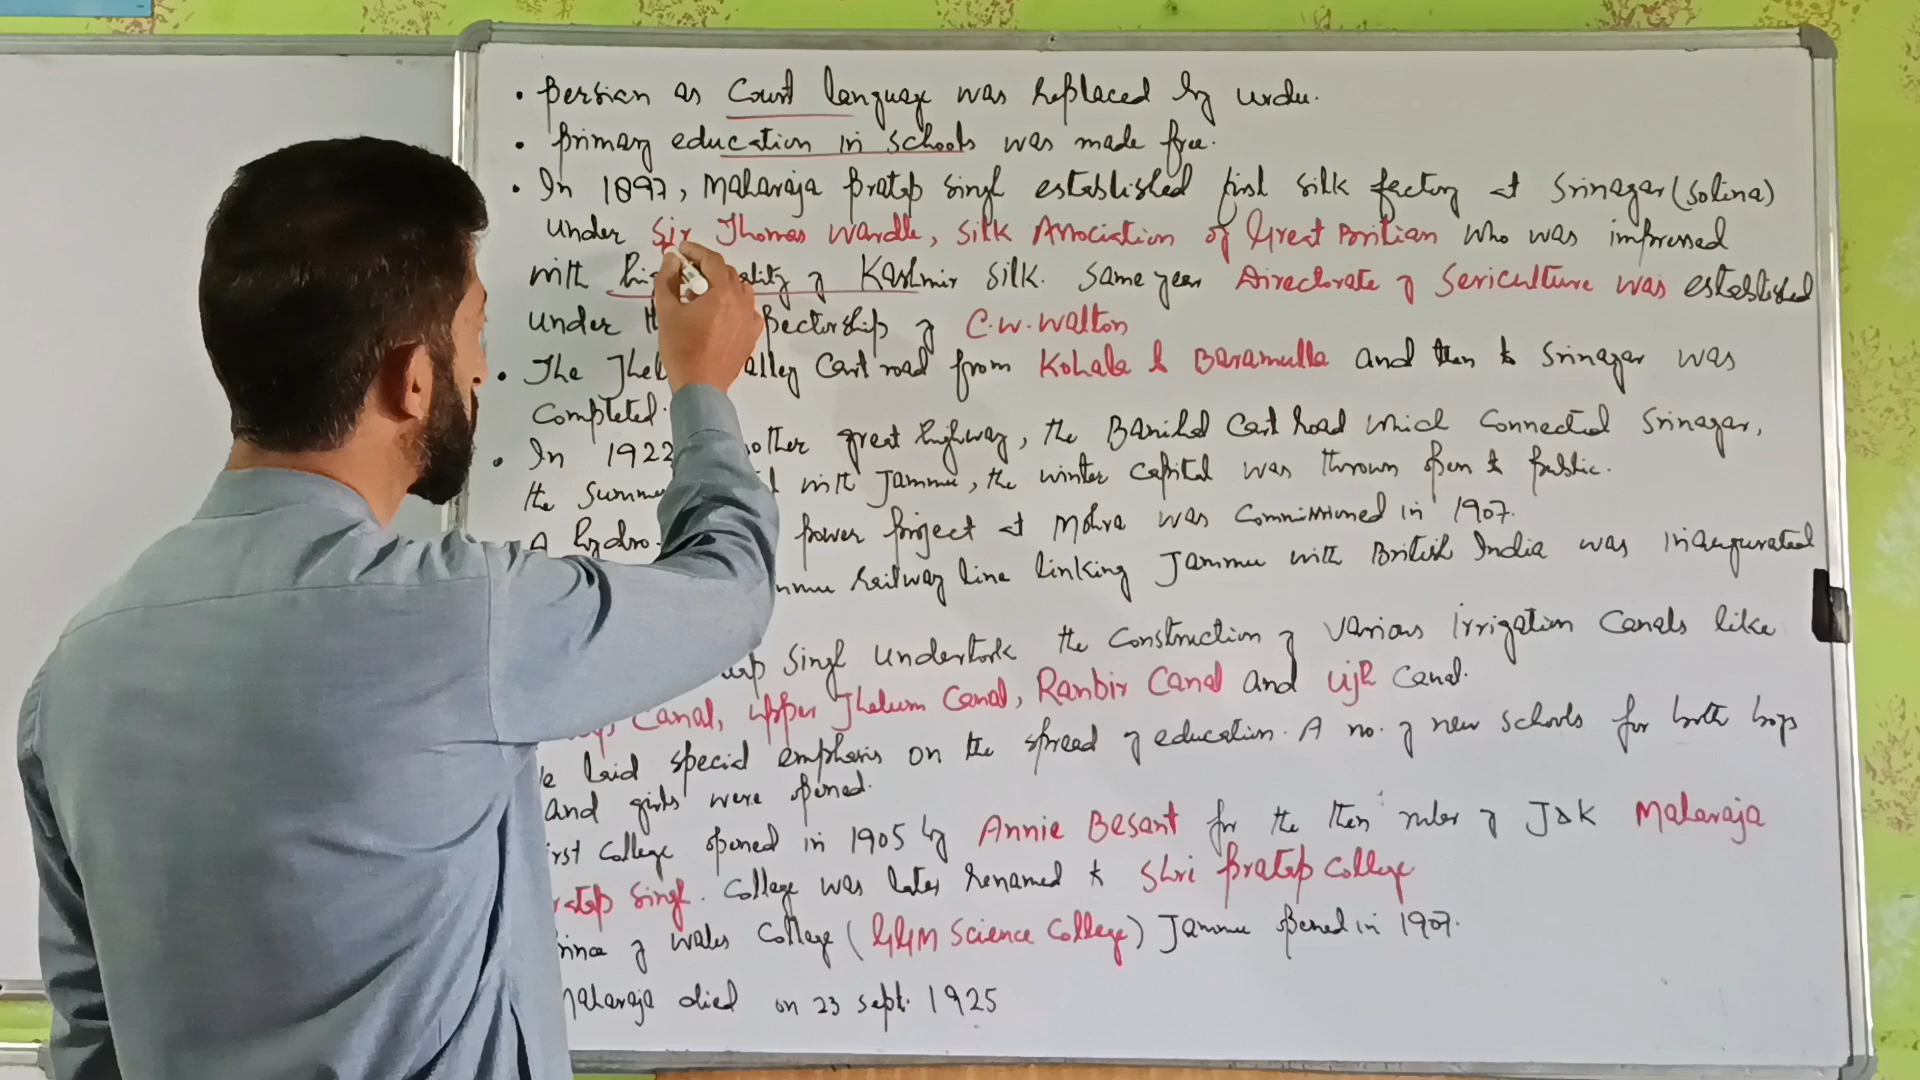 • Persian as Court language was replaced by urdu.
• Primary education in schools was made free.
• In 1897, Maharaja Pratap Singh established first silk factory at Srinagar (Solina)
under Sir Thomas Wardle, Silk Association of Great Britian who was impressed
with quality of Kashmir silk. Same year Directorate of Sericulture was established
under of C.W. Walton
• The Valley Cart road from Kohala to Baramulla and then to Srinagar was
Completed.
• In 1922 great highway, the Banihal Cart Road which Connected Srinagar,
the with Jammu, the winter Capital was thrown open to public.
A hydro- power project at Mohra was Commissioned in 1907.
Railway line linking Jammu with British India was inaugurated
Singh undertook the Construction of various irrigation Canals like
Canal, upper Jhelum Canal, Ranbir Canal and Ujh Canal.
laid special emphasis on the spread of education. A no. of new schools for both boys
and girls were opened.
College opened in 1905 by Annie Besant for the then ruler of J&K Maharaja
Singh. College was later renamed to Shri Pratap College
of Wales College (GGM Science College) Jammu opened in 1907.
Maharaja died on 23 sept. 1925